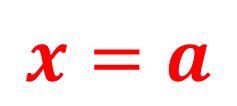 x = a